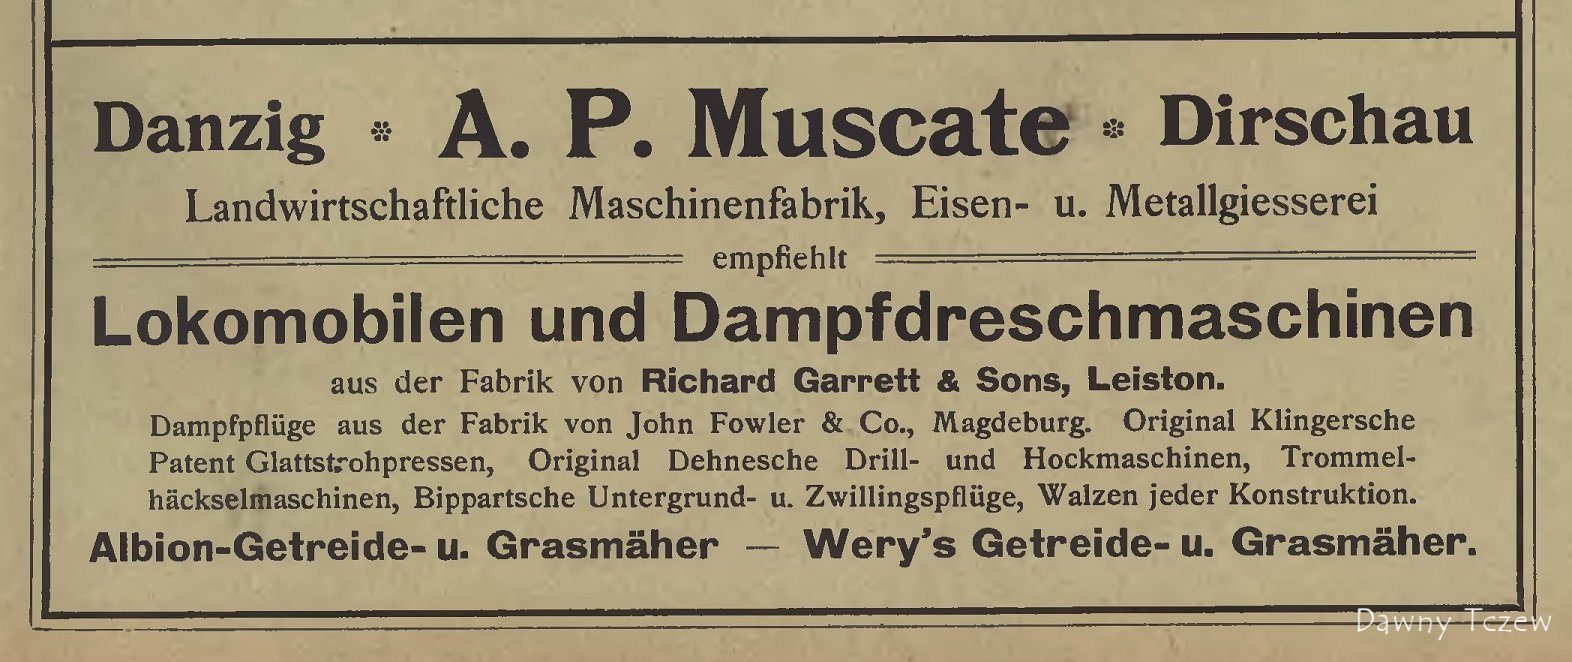 Danzig * A. P. Muscate * Dirschau
Landwirtschaftliche Maschinenfabrik, Eisen- u. Metallgiesserei
empfiehlt
Lokomobilen und Dampfdreschmaschinen
aus der Fabrik von Richard Garrett & Sons, Leiston.
Dampfpflüge aus der Fabrik von John Fowler & Co., Magdeburg. Original Klingersche
Patent Glattstrohpressen, Original Dehnesche Drill- und Hockmaschinen, Trommel-
häckselmaschinen, Bippartsche Untergrund- u. Zwillingspflüge, Walzen jeder Konstruktion.
Albion-Getreide- u. Grasmäher — Wery's Getreide- u. Grasmäher.
Dawny Tczew